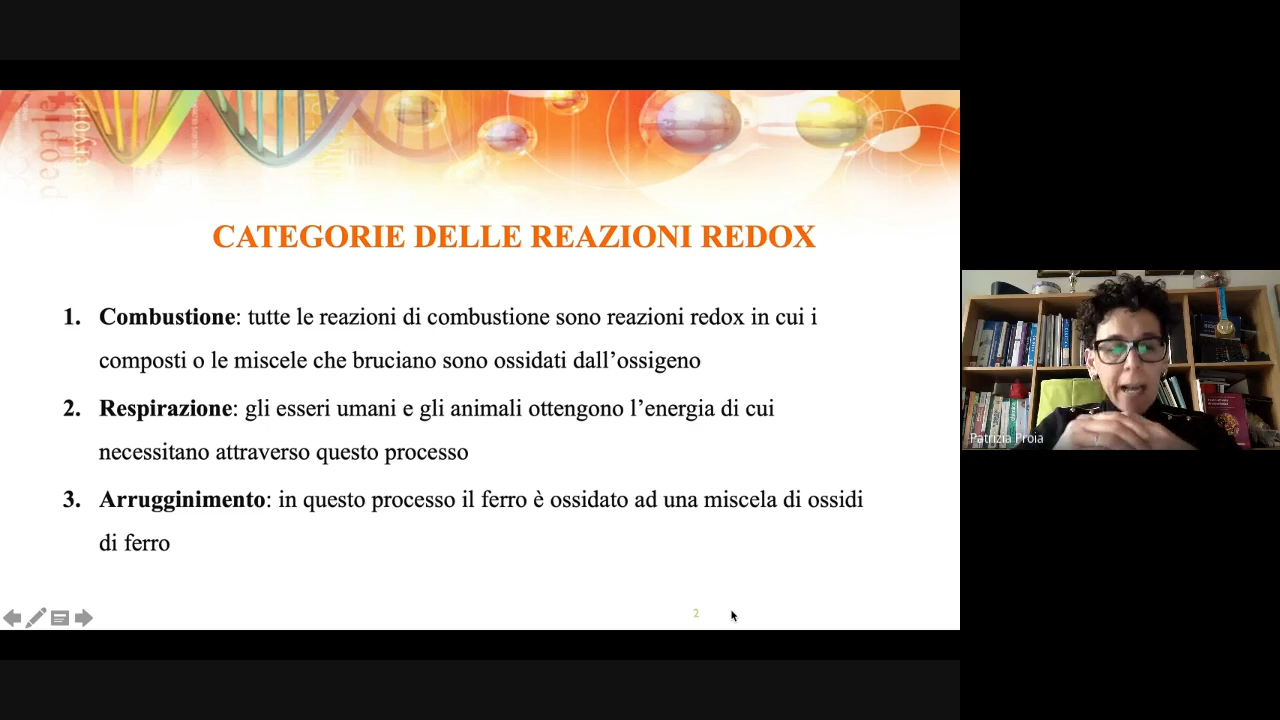 people
eryone
CATEGORIE DELLE REAZIONI REDOX
1. Combustione: tutte le reazioni di combustione sono reazioni redox in cui i
composti o le miscele che bruciano sono ossidati dall’ossigeno
2. Respirazione: gli esseri umani e gli animali ottengono l’energia di cui
necessitano attraverso questo processo
3. Arrugginimento: in questo processo il ferro è ossidato ad una miscela di ossidi
di ferro
2
Patrizia Proia